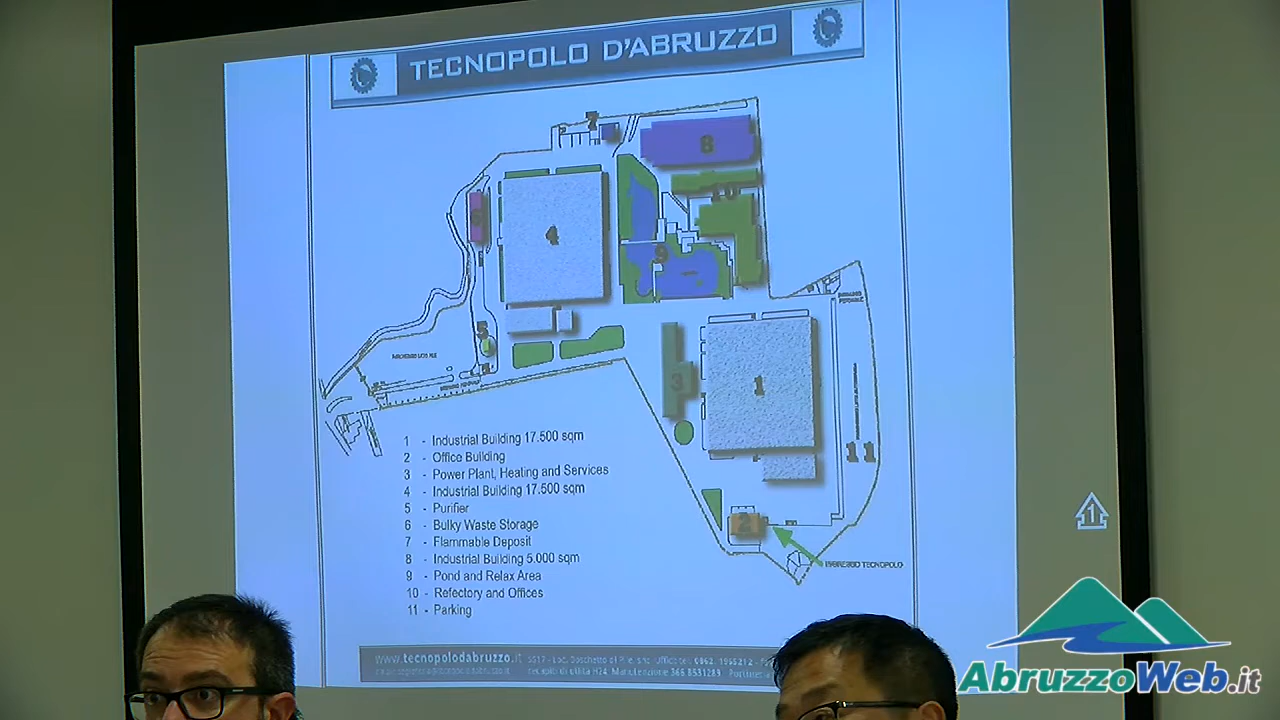 TECNOPOLO D'ABRUZZO
7
8
4
9
3
1
11
2
INGRESSO TECNOPOLO
1 - Industrial Building 17.500 sqm
2 - Office Building
3 - Power Plant, Heating and Services
4 - Industrial Building 17.500 sqm
5 - Purifier
6 - Bulky Waste Storage
7 - Flammable Deposit
8 - Industrial Building 5.000 sqm
9 - Pond and Relax Area
10 - Refectory and Offices
11 - Parking
1
www.tecnopolodabruzzo.it
AbruzzoWeb.it